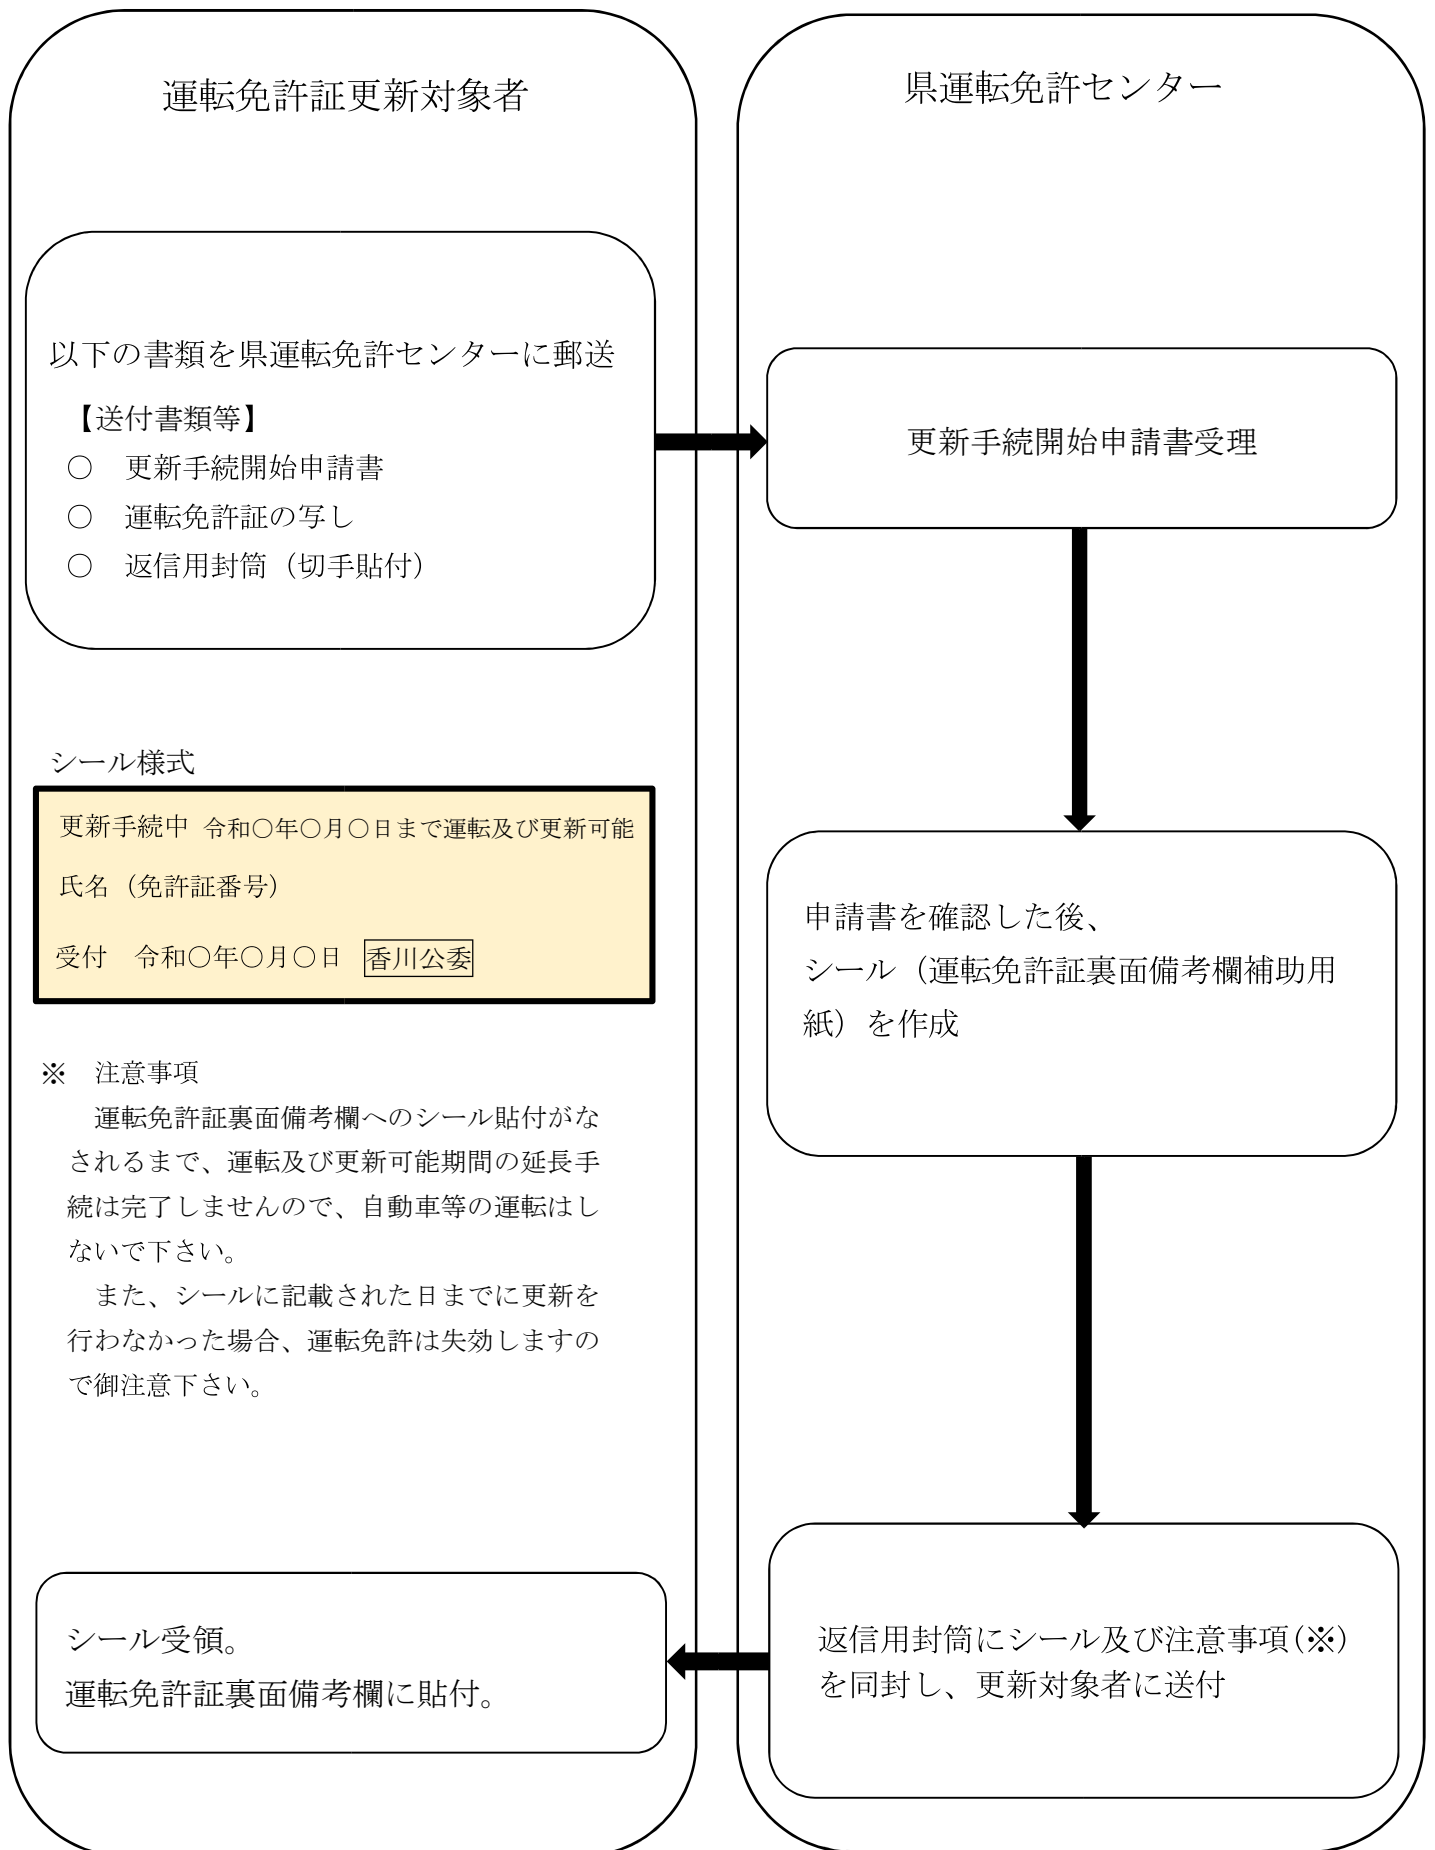 運転免許証更新対象者
以下の書類を県運転免許センターに郵送
【送付書類等】
○　更新手続開始申請書
○　運転免許証の写し
○　返信用封筒（切手貼付）
シール様式
更新手続中 令和○年○月○日まで運転及び更新可能
氏名（免許証番号）
受付　令和○年○月○日　香川公委
※　注意事項
　運転免許証裏面備考欄へのシール貼付がな
されるまで、運転及び更新可能期間の延長手
続は完了しませんので、自動車等の運転はし
ないで下さい。
　また、シールに記載された日までに更新を
行わなかった場合、運転免許は失効しますの
で御注意下さい。
シール受領。
運転免許証裏面備考欄に貼付。
県運転免許センター
更新手続開始申請書受理
申請書を確認した後、
シール（運転免許証裏面備考欄補助用
紙）を作成
返信用封筒にシール及び注意事項(※)
を同封し、更新対象者に送付